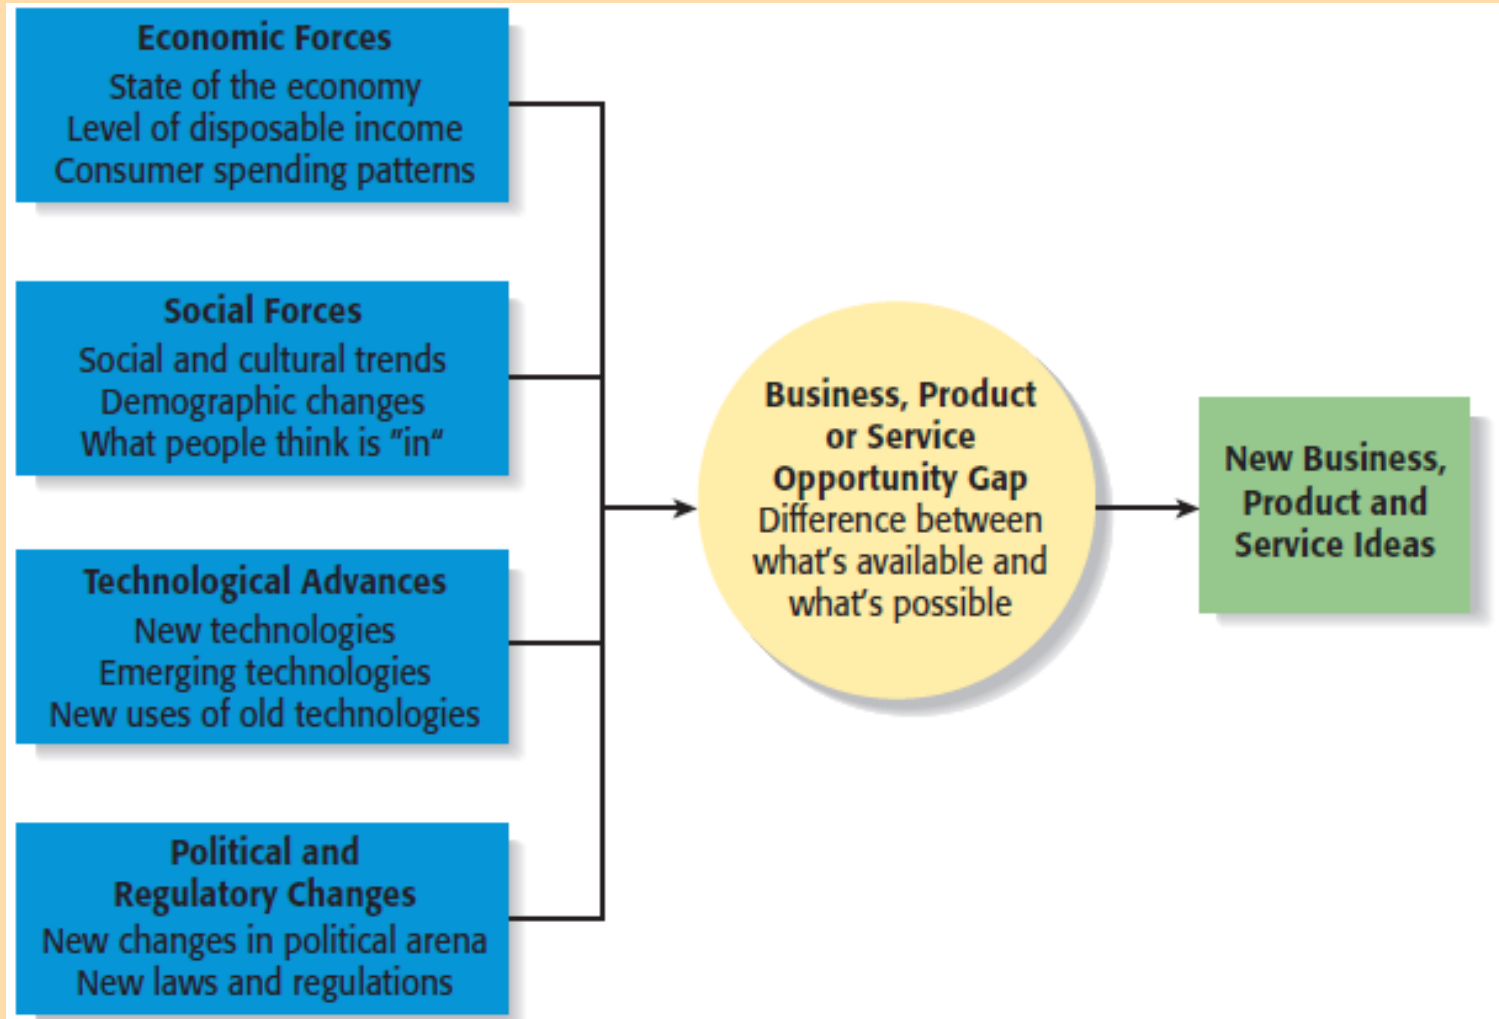 Economic Forces
State of the economy
Level of disposable income
Consumer spending patterns
Social Forces
Social and cultural trends
Demographic changes
What people think is “in“
Technological Advances
New technologies
Emerging technologies
New uses of old technologies
Political and
Regulatory Changes
New changes in political arena
New laws and regulations
Business, Product
or Service
Opportunity Gap
Difference between
what’s available and
what’s possible
New Business,
Product and
Service Ideas